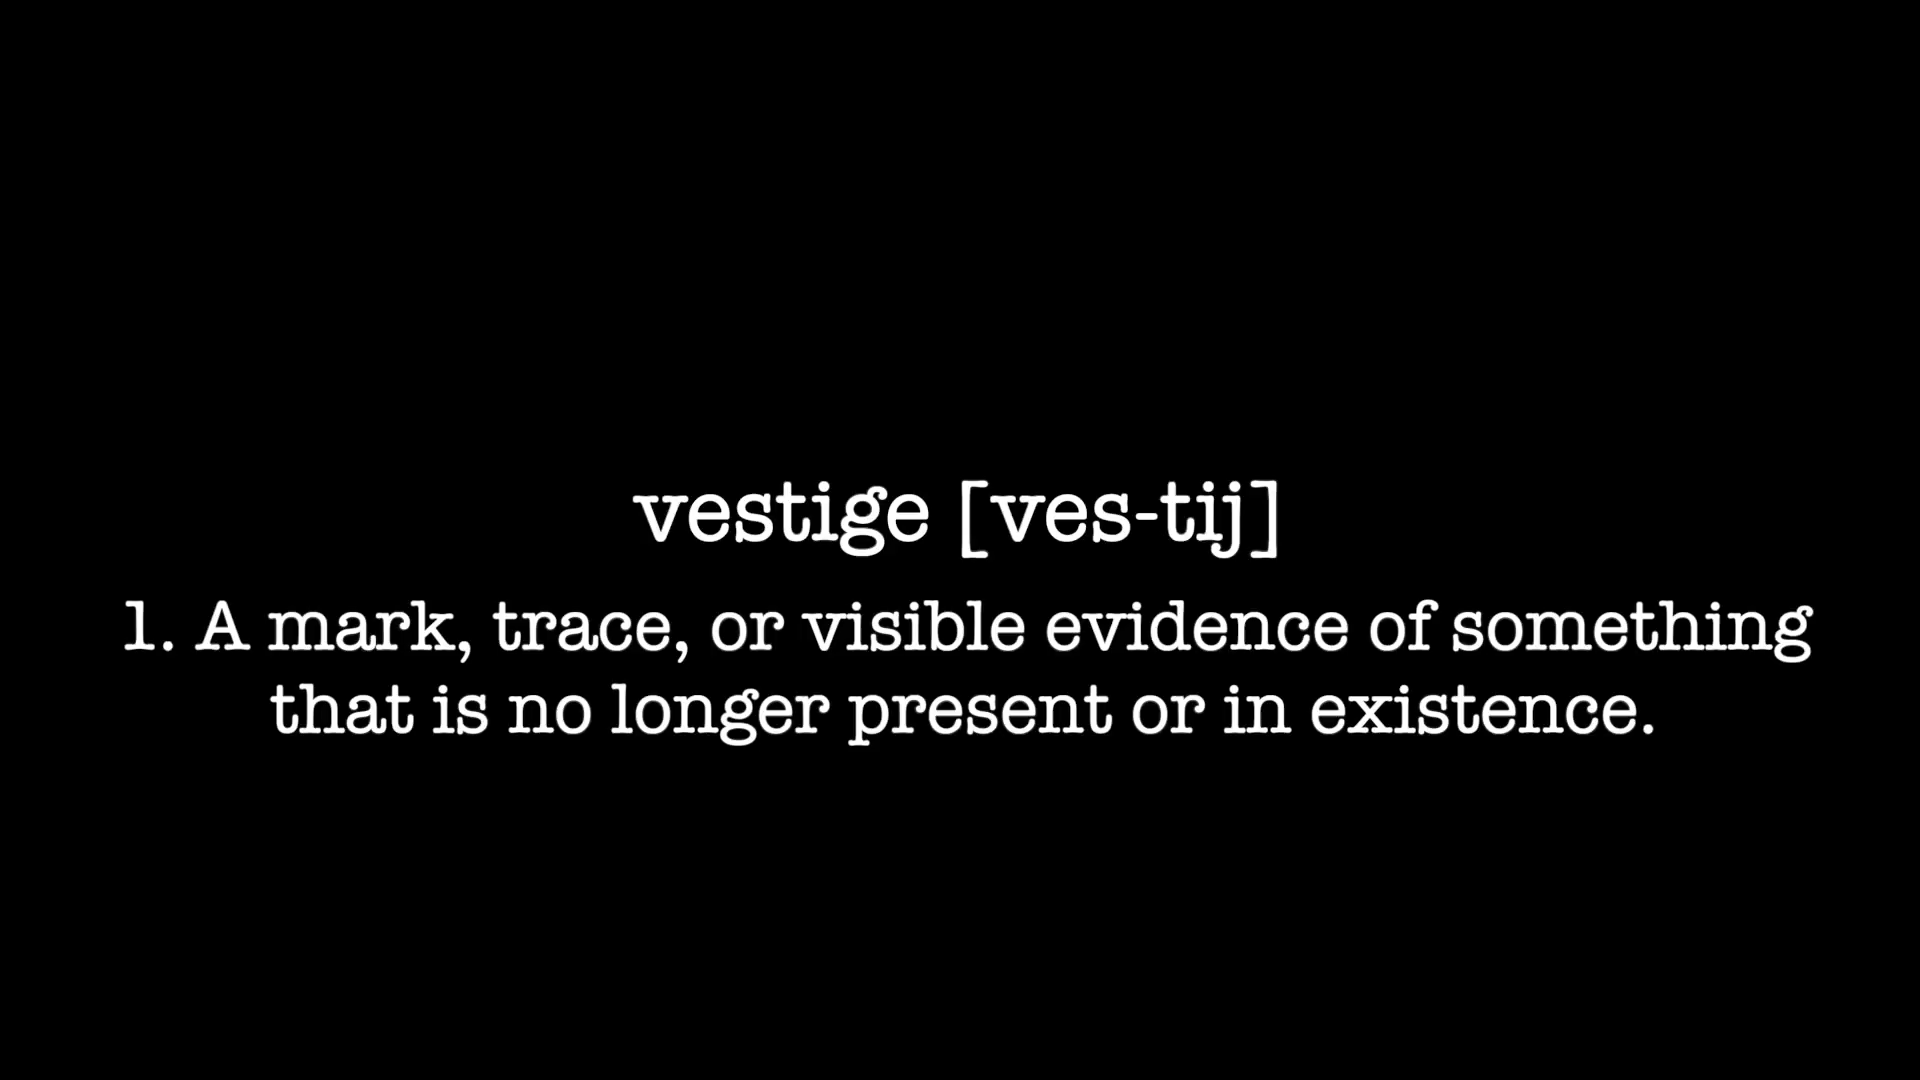 vestige [ves-tij]
1. A mark, trace, or visible evidence of something
that is no longer present or in existence.